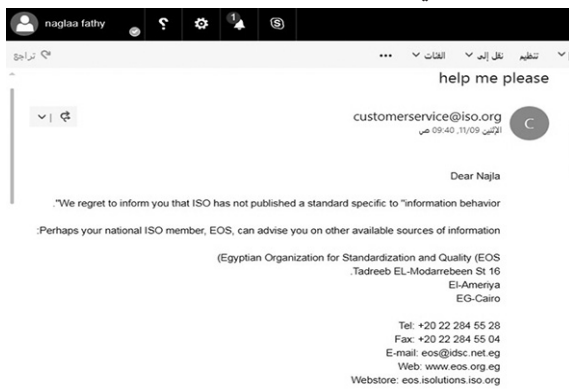 naglaa fathy
1
تنظيم نقل إلى الفئات ...
تراجع
help me please
customerservice@iso.org
C
الإثنين 11/09, 09:40 ص
Dear Najla
."We regret to inform you that ISO has not published a standard specific to "information behavior
:Perhaps your national ISO member, EOS, can advise you on other available sources of information
(Egyptian Organization for Standardization and Quality (EOS
.Tadreeb EL-Modarrebeen St 16
El-Ameriya
EG-Cairo
Tel: +20 22 284 55 28
Fax: +20 22 284 55 04
E-mail: eos@idsc.net.eg
Web: www.eos.org.eg
Webstore: eos.isolutions.iso.org